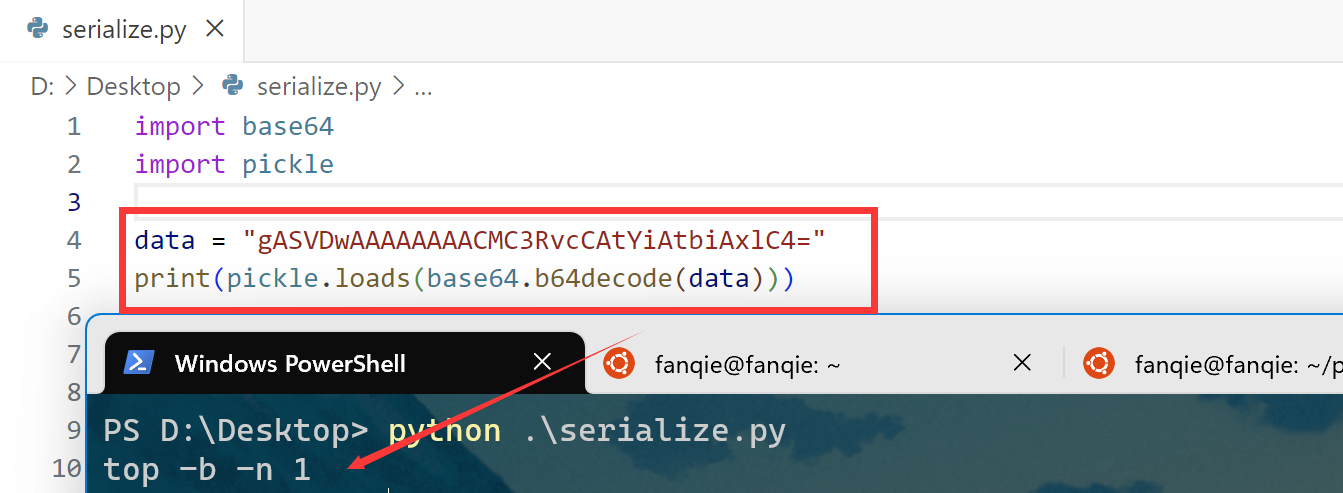 serialize.py
D: > Desktop > serialize.py > ...
1 import base64
2 import pickle
3
4 data = "gASVDwAAAAAAAACMC3RvcCAtYiAtbiAxlC4="
5 print(pickle.loads(base64.b64decode(data)))
6
7 Windows PowerShell fanqie@fanqie: ~ fanqie@fanqie: ~/p
8
9 PS D:\Desktop> python .\serialize.py
10 top -b -n 1